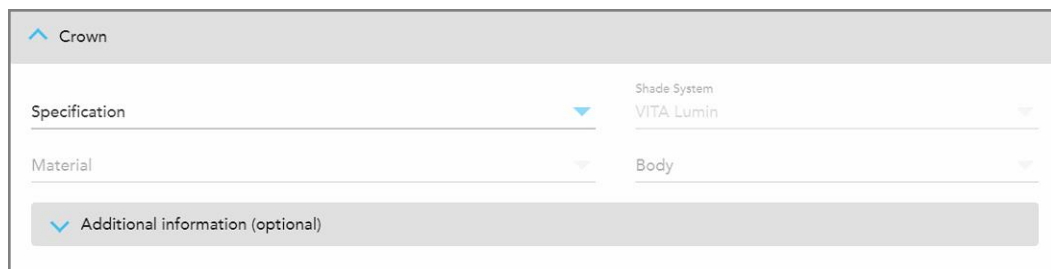 Crown
Specification
Shade System
VITA Lumin
Material
Body
Additional information (optional)